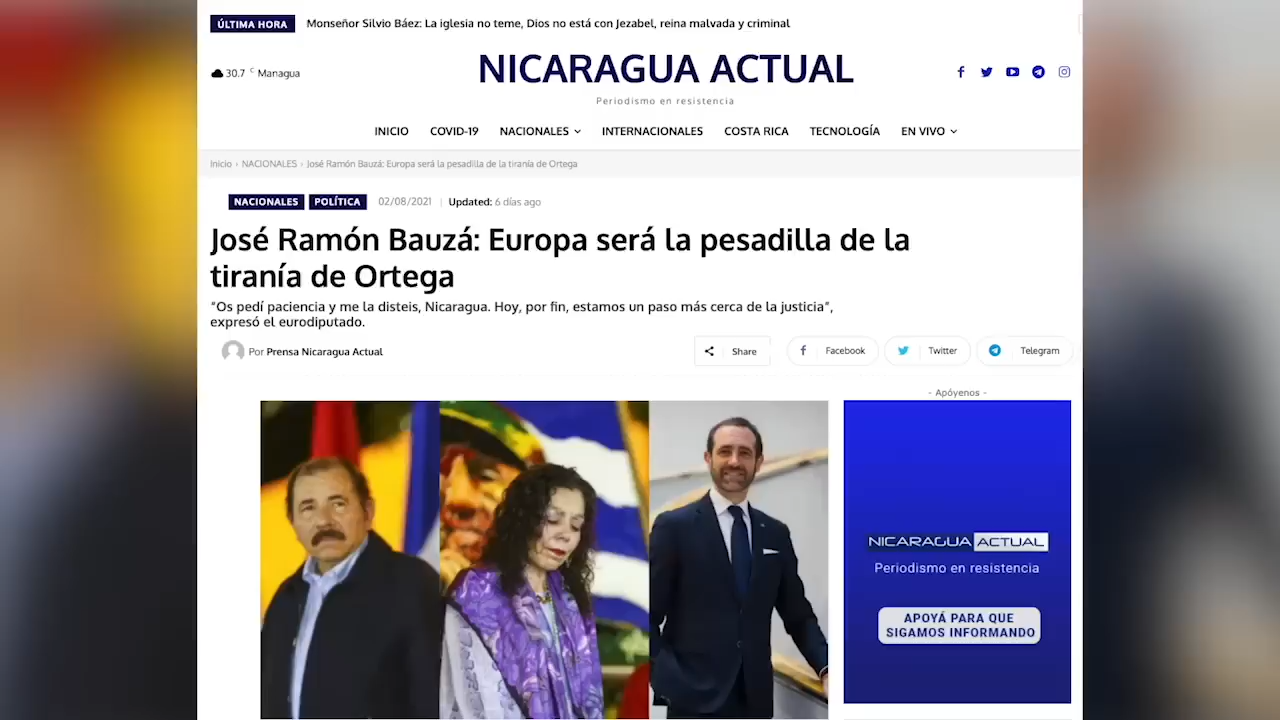 ÚLTIMA HORA Monseñor Silvio Báez: La iglesia no teme, Dios no está con Jezabel, reina malvada y criminal
30.7 C Managua
NICARAGUA ACTUAL
Periodismo en resistencia
INICIO COVID-19 NACIONALES INTERNACIONALES COSTA RICA TECNOLOGÍA EN VIVO
Inicio › NACIONALES › José Ramón Bauzá: Europa será la pesadilla de la tiranía de Ortega
NACIONALES POLÍTICA 02/08/2021 | Updated: 6 días ago
José Ramón Bauzá: Europa será la pesadilla de la
tiranía de Ortega
"Os pedí paciencia y me la disteis, Nicaragua. Hoy, por fin, estamos un paso más cerca de la justicia",
expresó el eurodiputado.
Por Prensa Nicaragua Actual
Share Facebook Twitter Telegram
- Apóyenos -
NICARAGUA ACTUAL
Periodismo en resistencia
APOYÁ PARA QUE
SIGAMOS INFORMANDO